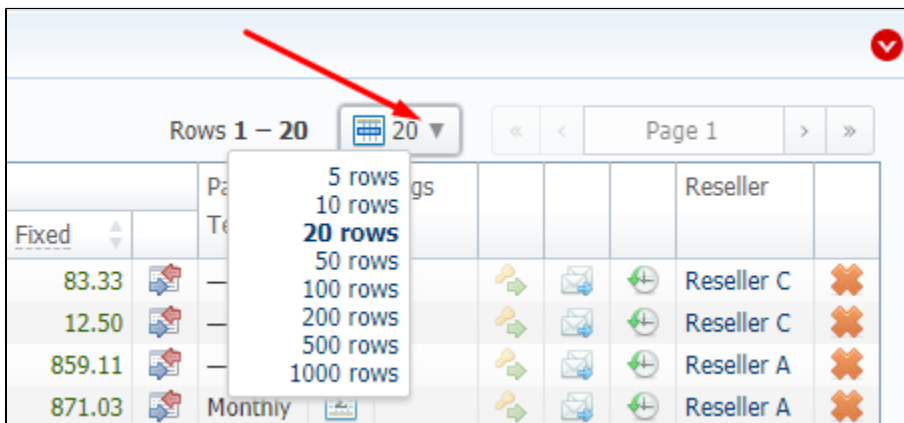 Rows 1 – 20 20 ▼ « < Page 1 > »
5 rows
10 rows
20 rows
50 rows
100 rows
200 rows
500 rows
1000 rows
Reseller
Fixed
83.33 — Reseller C
12.50 — Reseller C
859.11 — Reseller A
871.03 Monthly Reseller A